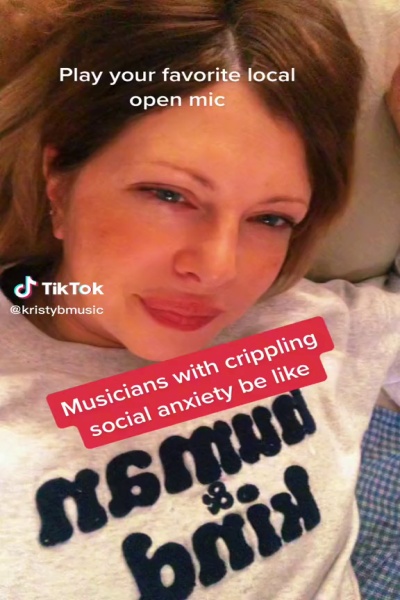 Play your favorite local
open mic
TikTok
@kristybmusic
Musicians with crippling
social anxiety be like
human
&
kind